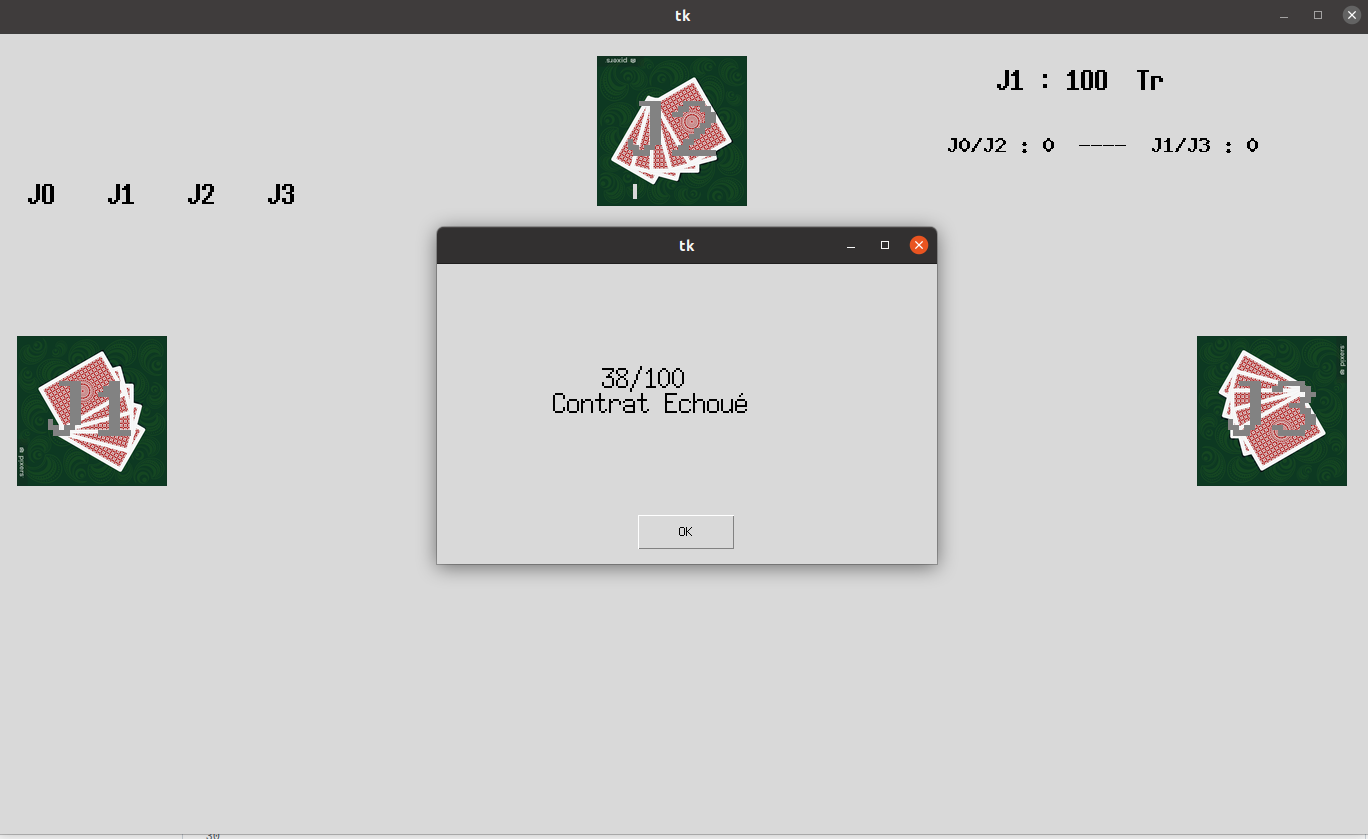 tk
J1 : 100 Tr
J0/J2 : 0 ---- J1/J3 : 0
J0 J1 J2 J3
J2
pixers
tk
38/100
Contrat Echoué
OK
J1
pixers
J3
pixers
30